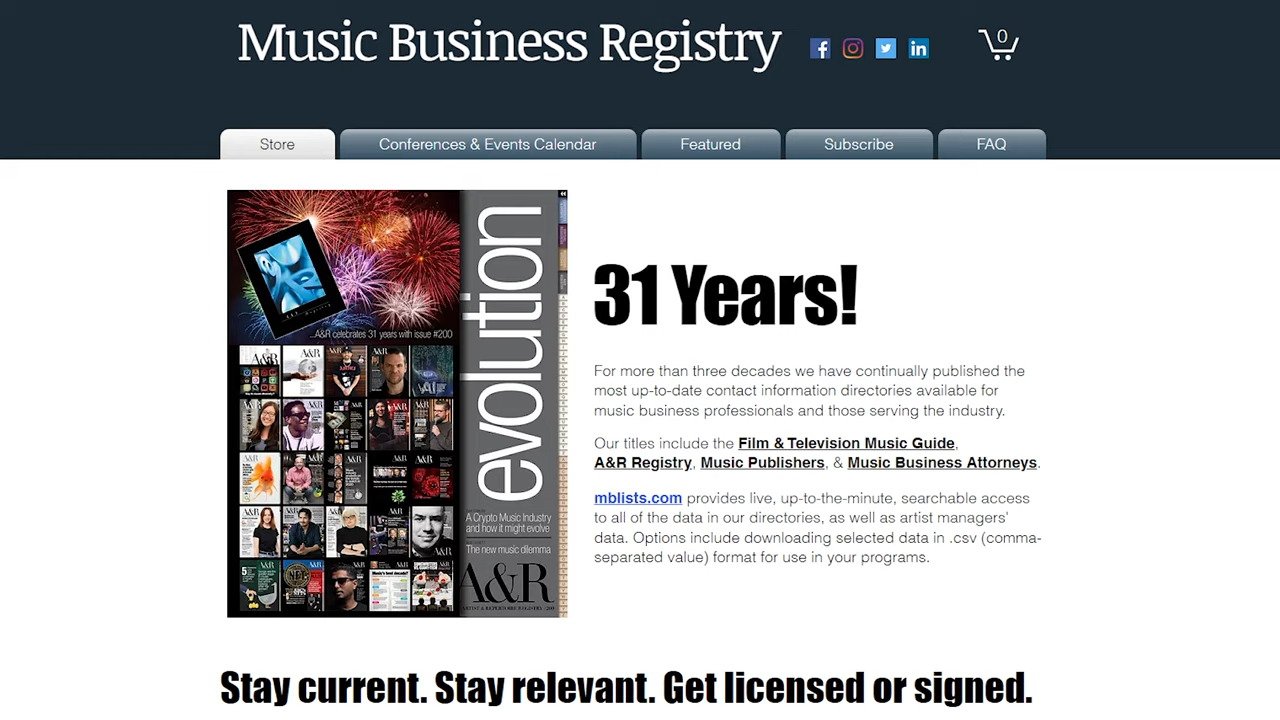 Music Business Registry
0
Store
Conferences & Events Calendar
Featured
Subscribe
FAQ
evolution
...A&R celebrates 31 years with issue #200
A Crypto Music Industry
and how it might evolve
The new music dilemma
A&R
31 Years!
For more than three decades we have continually published the
most up-to-date contact information directories available for
music business professionals and those serving the industry.
Our titles include the Film & Television Music Guide,
A&R Registry, Music Publishers, & Music Business Attorneys.
mblists.com provides live, up-to-the-minute, searchable access
to all of the data in our directories, as well as artist managers'
data. Options include downloading selected data in .csv (comma-
separated value) format for use in your programs.
Stay current. Stay relevant. Get licensed or signed.